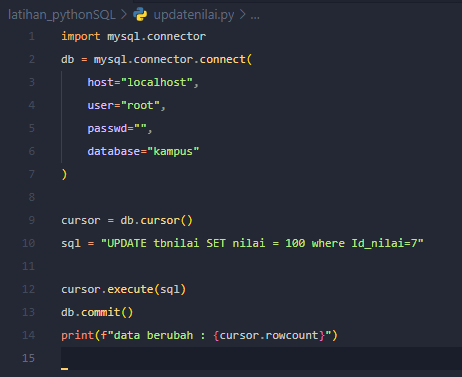 latihan_pythonSQL > updatenilai.py > ...
1 import mysql.connector
2 db = mysql.connector.connect(
3     host="localhost",
4     user="root",
5     passwd="",
6     database="kampus"
7 )
8
9 cursor = db.cursor()
10 sql = "UPDATE tbnilai SET nilai = 100 where Id_nilai=7"
11
12 cursor.execute(sql)
13 db.commit()
14 print(f"data berubah : {cursor.rowcount}")
15